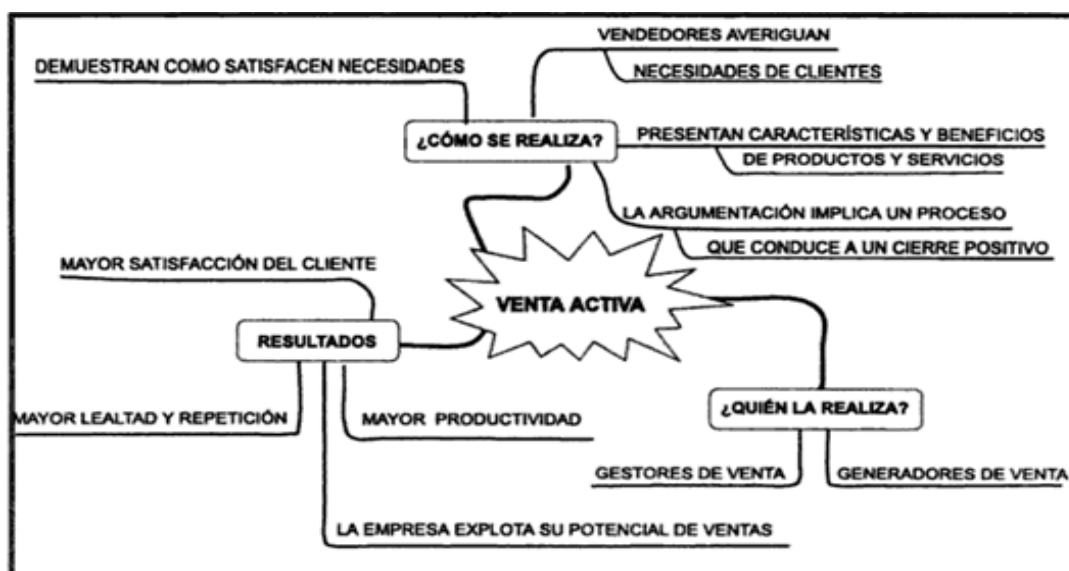 VENDEDORES AVERIGUAN
NECESIDADES DE CLIENTES
DEMUESTRAN COMO SATISFACEN NECESIDADES
¿CÓMO SE REALIZA?
PRESENTAN CARACTERÍSTICAS Y BENEFICIOS
DE PRODUCTOS Y SERVICIOS
LA ARGUMENTACIÓN IMPLICA UN PROCESO
QUE CONDUCE A UN CIERRE POSITIVO
VENTA ACTIVA
MAYOR SATISFACCIÓN DEL CLIENTE
RESULTADOS
MAYOR LEALTAD Y REPETICIÓN
MAYOR PRODUCTIVIDAD
LA EMPRESA EXPLOTA SU POTENCIAL DE VENTAS
¿QUIÉN LA REALIZA?
GESTORES DE VENTA
GENERADORES DE VENTA